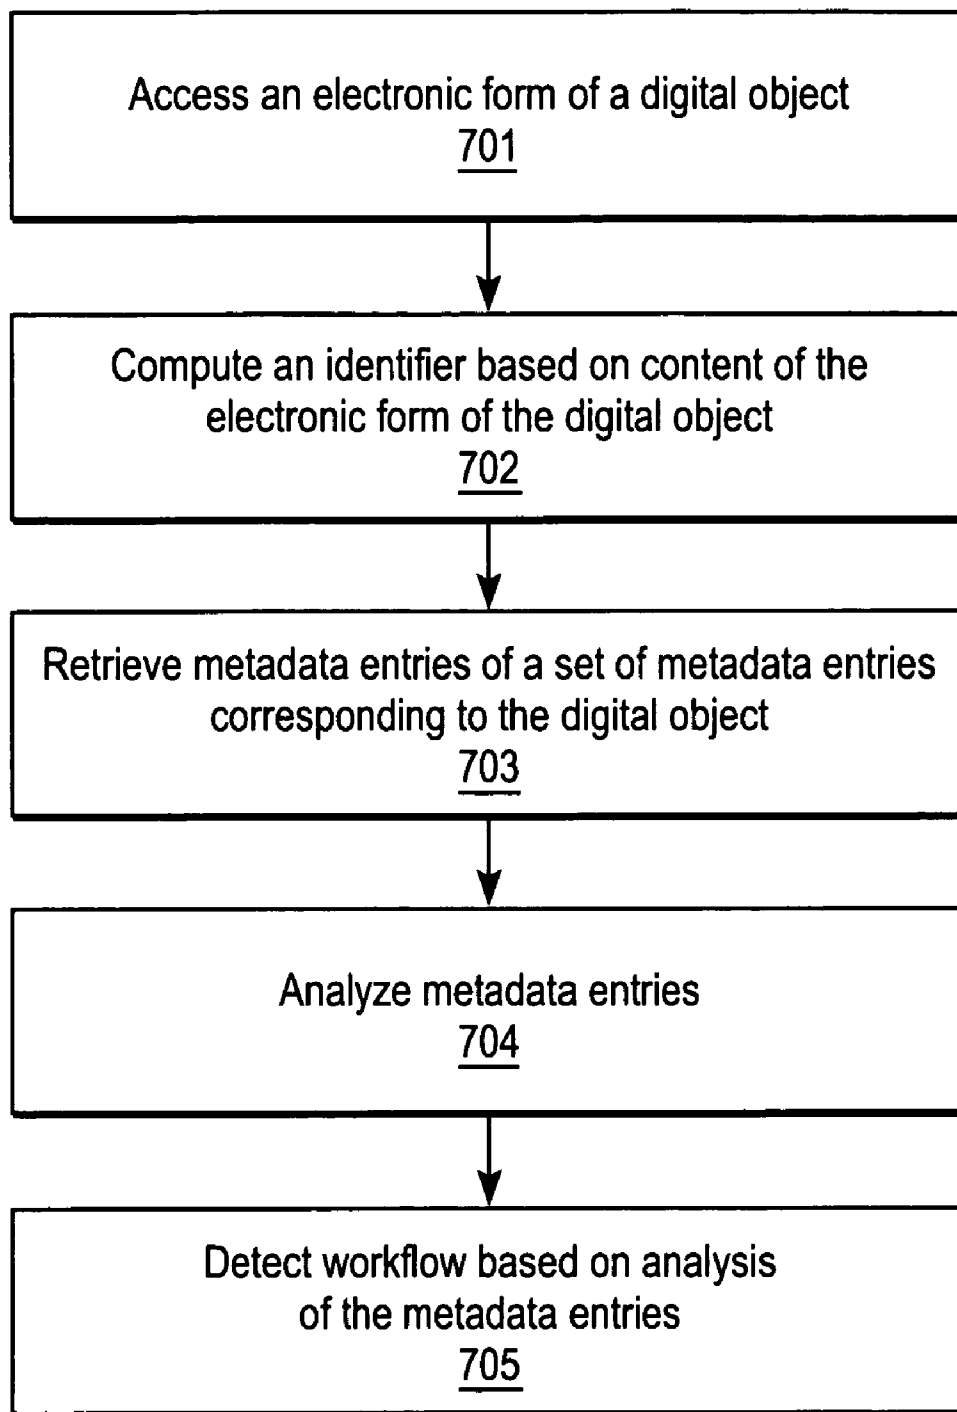 Access an electronic form of a digital object
701
Compute an identifier based on content of the
electronic form of the digital object
702
Retrieve metadata entries of a set of metadata entries
corresponding to the digital object
703
Analyze metadata entries
704
Detect workflow based on analysis
of the metadata entries
705